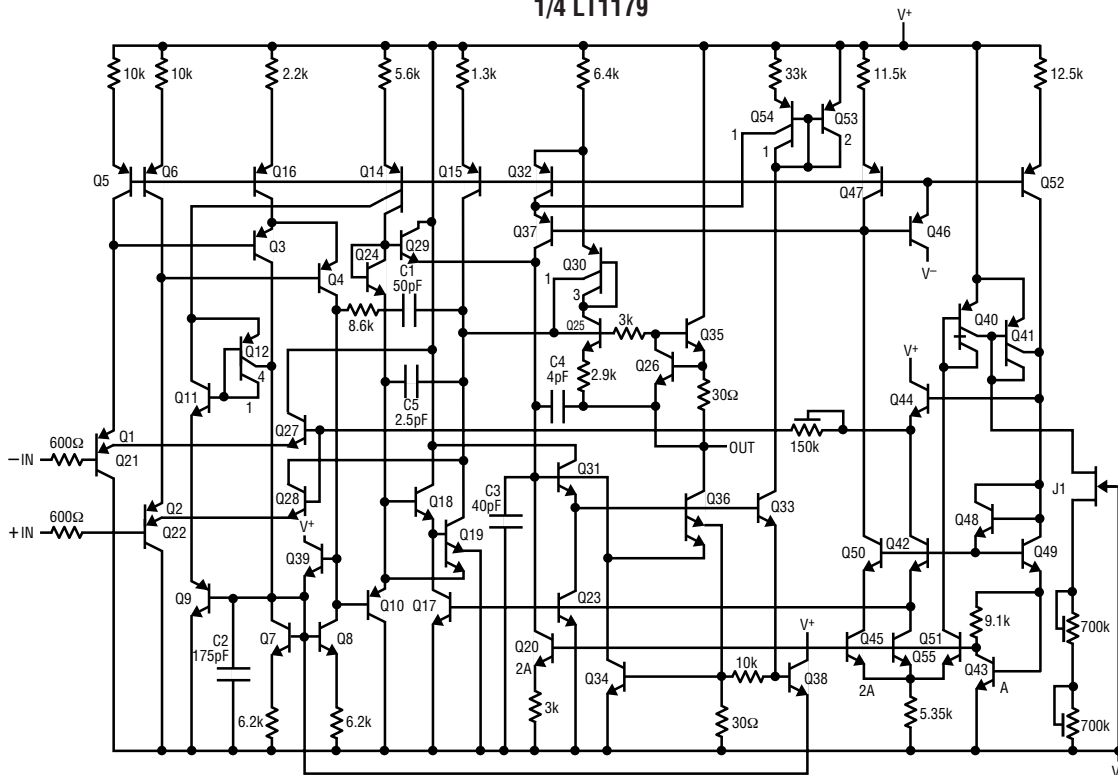 1/4 LT1179
V+
10k
10k
2.2k
5.6k
1.3k
6.4k
33k
11.5k
12.5k
Q54
Q53
1
1
2
Q5
Q6
Q16
Q14
Q15
Q32
Q47
Q52
Q3
Q4
Q24
Q29
Q37
Q46
V–
C1
50pF
Q30
1
3
8.6k
Q25
3k
Q35
Q40
Q41
Q12
4
1
Q11
C5
2.5pF
C4
4pF
Q26
2.9k
30Ω
V+
Q44
600Ω
–IN
Q1
Q21
Q27
150k
OUT
600Ω
+IN
Q2
Q22
Q28
V+
Q39
Q18
Q19
C3
40pF
Q31
Q36
Q33
J1
Q48
Q50
Q42
Q49
Q9
Q10
Q17
Q23
C2
175pF
Q7
Q8
Q20
2A
Q34
10k
V+
Q38
Q45
2A
Q51
Q55
9.1k
Q43
A
700k
6.2k
6.2k
3k
30Ω
5.35k
700k
V